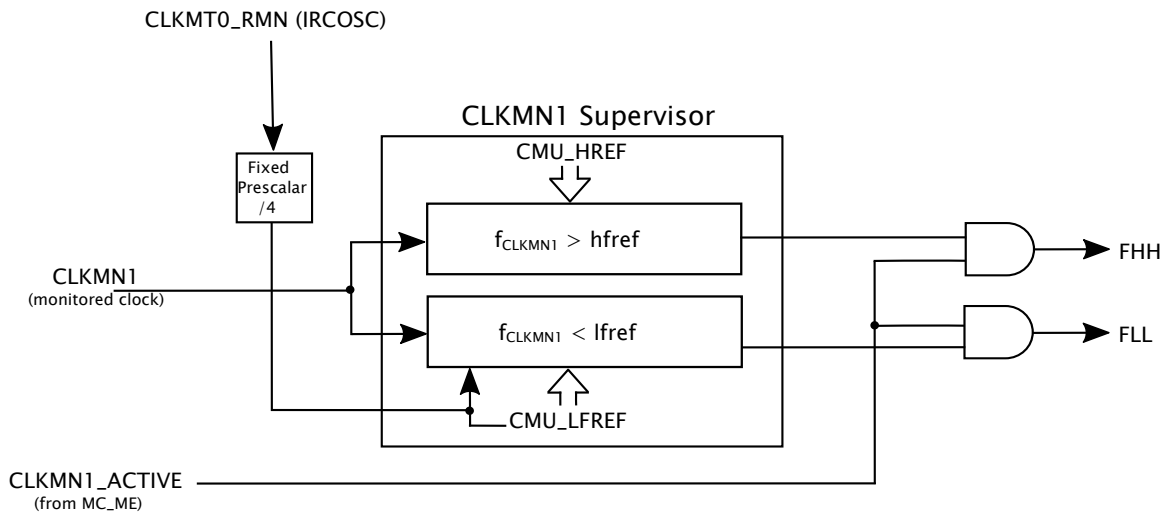 CLKMT0_RMN (IRCOSC)
CLKMN1 Supervisor
CMU_HREF
Fixed
Prescalar
/4
fCLKMN1 > hfref
FHH
CLKMN1
(monitored clock)
fCLKMN1 < lfref
FLL
CMU_LFREF
CLKMN1_ACTIVE
(from MC_ME)